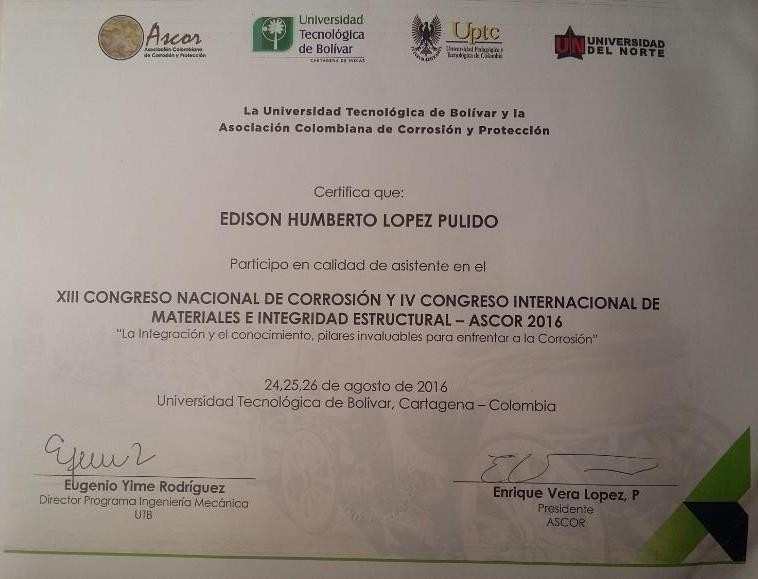 Ascor
Asociación Colombiana
de Corrosión y Protección
Universidad
Tecnológica
de Bolívar
CARTAGENA DE INDIAS
Uptc
Universidad Pedagógica y
Tecnológica de Colombia
UN UNIVERSIDAD
DEL NORTE
La Universidad Tecnológica de Bolívar y la
Asociación Colombiana de Corrosión y Protección
Certifica que:
EDISON HUMBERTO LOPEZ PULIDO
Participo en calidad de asistente en el
XIII CONGRESO NACIONAL DE CORROSIÓN Y IV CONGRESO INTERNACIONAL DE
MATERIALES E INTEGRIDAD ESTRUCTURAL – ASCOR 2016
"La Integración y el conocimiento, pilares invaluables para enfrentar a la Corrosión"
24,25,26 de agosto de 2016
Universidad Tecnológica de Bolívar, Cartagena – Colombia
Eugenio Yime Rodríguez
Director Programa Ingeniería Mecánica
UTB
Enrique Vera Lopez, P
Presidente
ASCOR